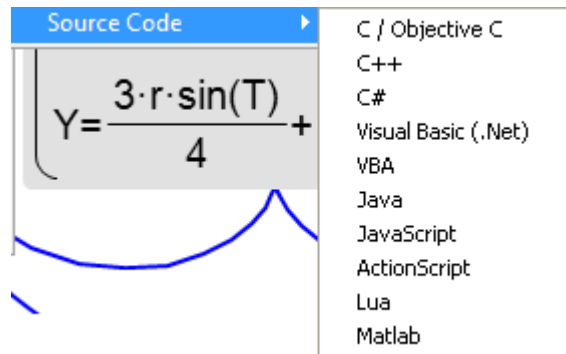 Source Code
Y=3·r·sin(T)/4+
C / Objective C
C++
C#
Visual Basic (.Net)
VBA
Java
JavaScript
ActionScript
Lua
Matlab